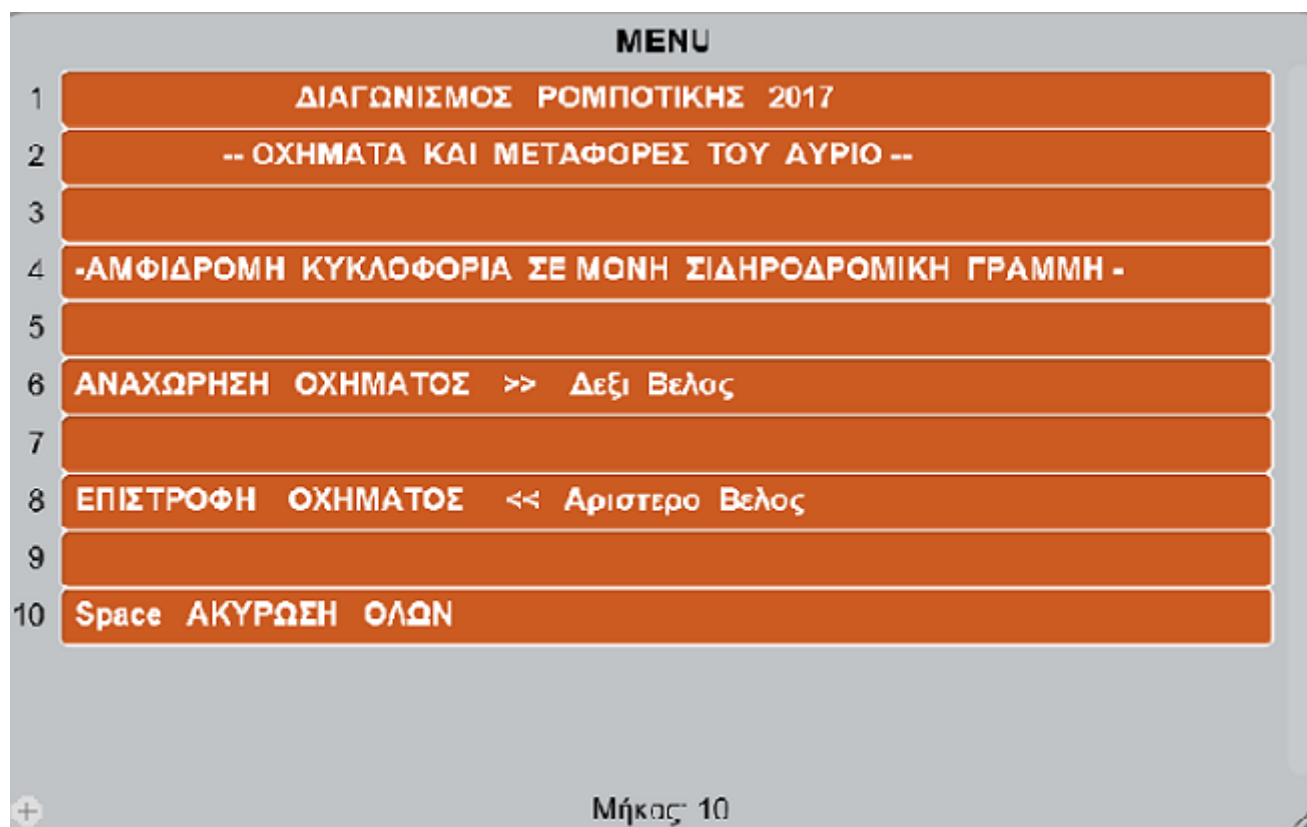 MENU
1 ΔΙΑΓΩΝΙΣΜΟΣ ΡΟΜΠΟΤΙΚΗΣ 2017
2 -- ΟΧΗΜΑΤΑ ΚΑΙ ΜΕΤΑΦΟΡΕΣ ΤΟΥ ΑΥΡΙΟ --
3
4 -ΑΜΦΙΔΡΟΜΗ ΚΥΚΛΟΦΟΡΙΑ ΣΕ ΜΟΝΗ ΣΙΔΗΡΟΔΡΟΜΙΚΗ ΓΡΑΜΜΗ -
5
6 ΑΝΑΧΩΡΗΣΗ ΟΧΗΜΑΤΟΣ >> Δεξι Βελος
7
8 ΕΠΙΣΤΡΟΦΗ ΟΧΗΜΑΤΟΣ << Αριστερο Βελος
9
10 Space ΑΚΥΡΩΣΗ ΟΛΩΝ
+ Μήκος: 10